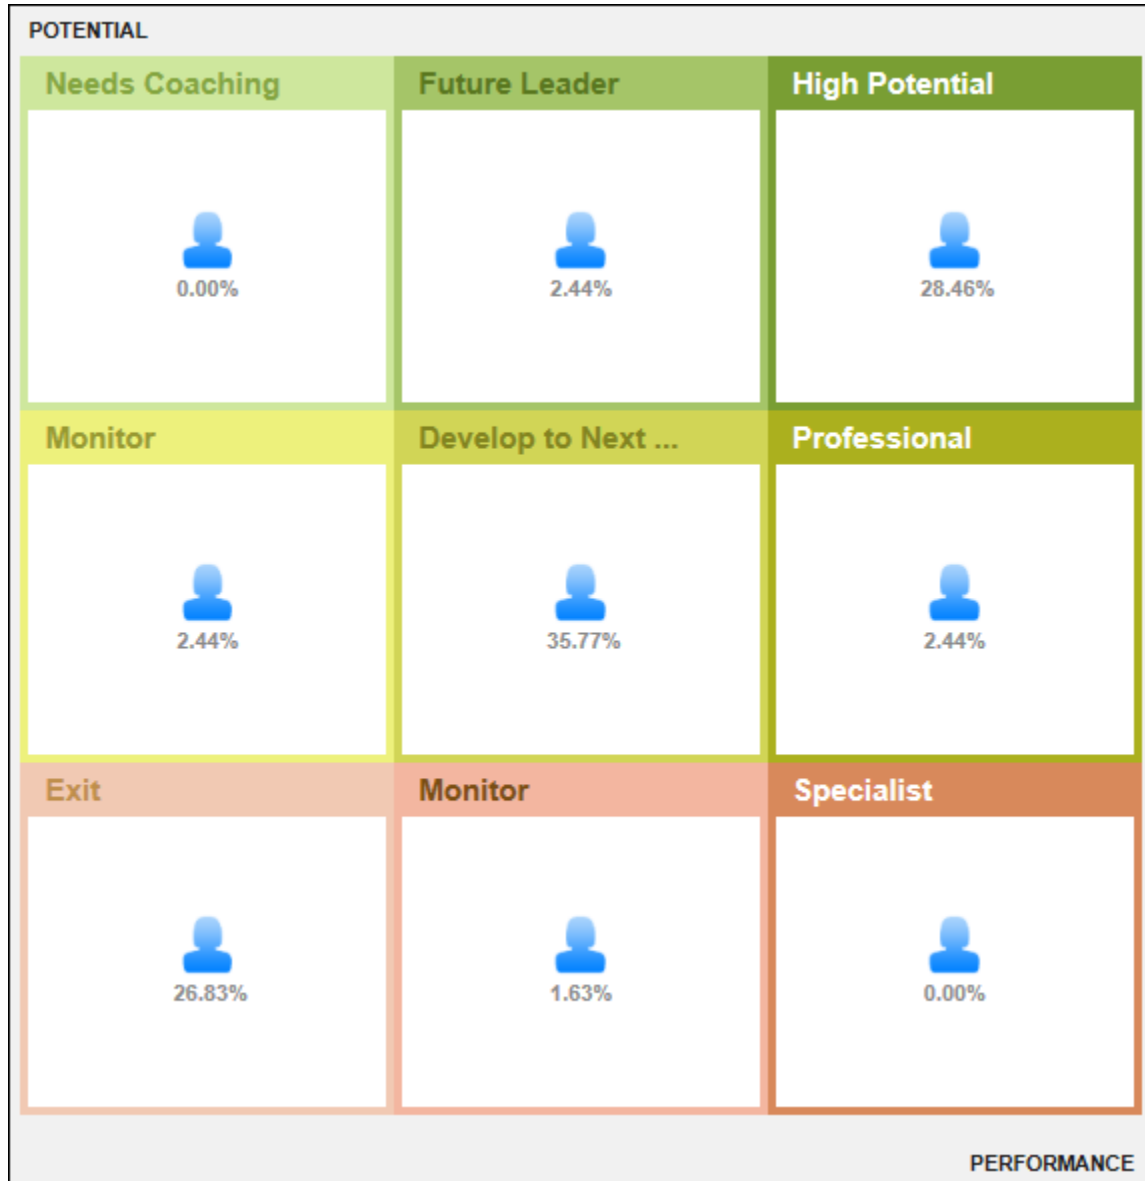 POTENTIAL
Needs Coaching
Future Leader
High Potential
0.00%
2.44%
28.46%
Monitor
Develop to Next ...
Professional
2.44%
35.77%
2.44%
Exit
Monitor
Specialist
26.83%
1.63%
0.00%
PERFORMANCE